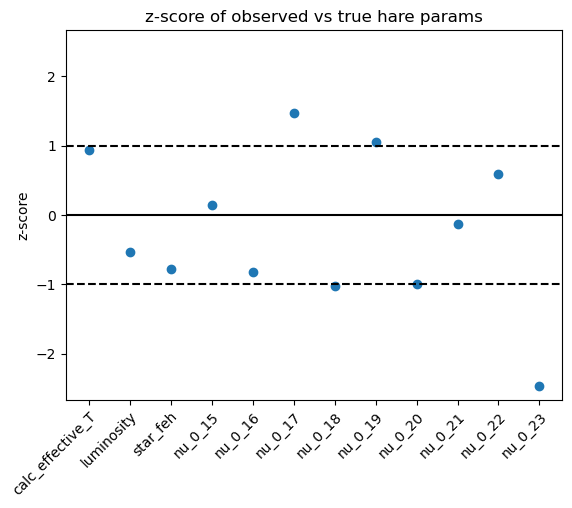 z-score of observed vs true hare params
z-score
2
1
0
−1
−2
calc_effective_T
luminosity
star_feh
nu_0_15
nu_0_16
nu_0_17
nu_0_18
nu_0_19
nu_0_20
nu_0_21
nu_0_22
nu_0_23